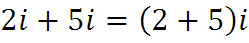 2i + 5i = (2 + 5)i